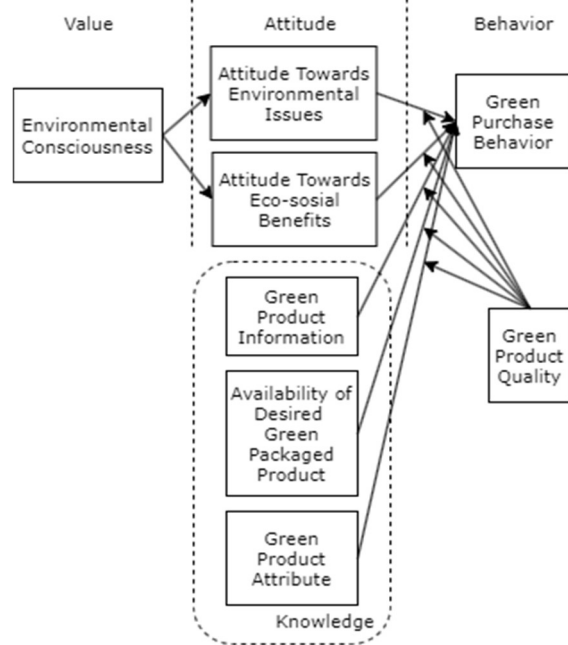 Value
Attitude
Behavior
Environmental
Consciousness
Attitude Towards
Environmental
Issues
Attitude Towards
Eco-sosial
Benefits
Green
Purchase
Behavior
Green
Product
Information
Availability of
Desired
Green
Packaged
Product
Green
Product
Attribute
Knowledge
Green
Product
Quality